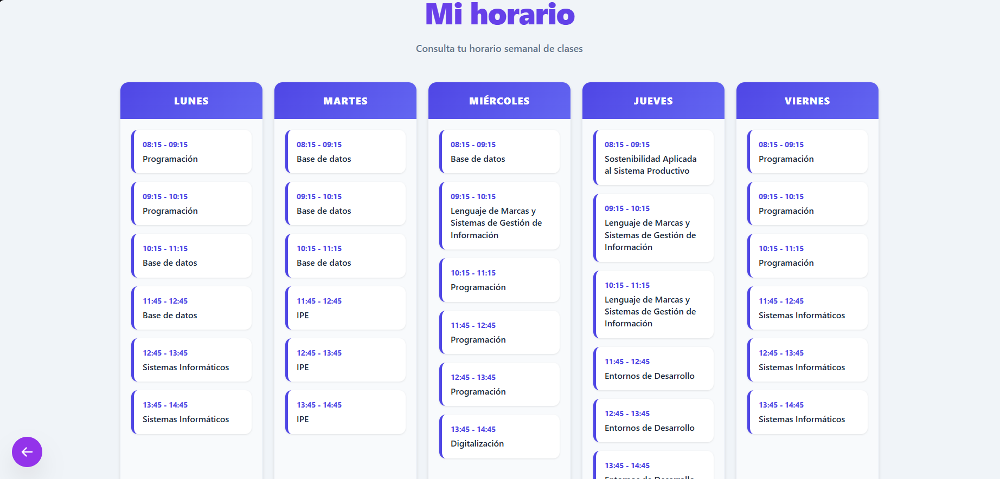 Mi horario
Consulta tu horario semanal de clases
LUNES
08:15 - 09:15
Programación
09:15 - 10:15
Programación
10:15 - 11:15
Base de datos
11:45 - 12:45
Base de datos
12:45 - 13:45
Sistemas Informáticos
13:45 - 14:45
Sistemas Informáticos
MARTES
08:15 - 09:15
Base de datos
09:15 - 10:15
Base de datos
10:15 - 11:15
Base de datos
11:45 - 12:45
IPE
12:45 - 13:45
IPE
13:45 - 14:45
IPE
MIÉRCOLES
08:15 - 09:15
Base de datos
09:15 - 10:15
Lenguaje de Marcas y
Sistemas de Gestión de
Información
10:15 - 11:15
Programación
11:45 - 12:45
Programación
12:45 - 13:45
Programación
13:45 - 14:45
Digitalización
JUEVES
08:15 - 09:15
Sostenibilidad Aplicada
al Sistema Productivo
09:15 - 10:15
Lenguaje de Marcas y
Sistemas de Gestión de
Información
10:15 - 11:15
Lenguaje de Marcas y
Sistemas de Gestión de
Información
11:45 - 12:45
Entornos de Desarrollo
12:45 - 13:45
Entornos de Desarrollo
13:45 - 14:45
Entornos de Desarrollo
VIERNES
08:15 - 09:15
Programación
09:15 - 10:15
Programación
10:15 - 11:15
Programación
11:45 - 12:45
Sistemas Informáticos
12:45 - 13:45
Sistemas Informáticos
13:45 - 14:45
Sistemas Informáticos